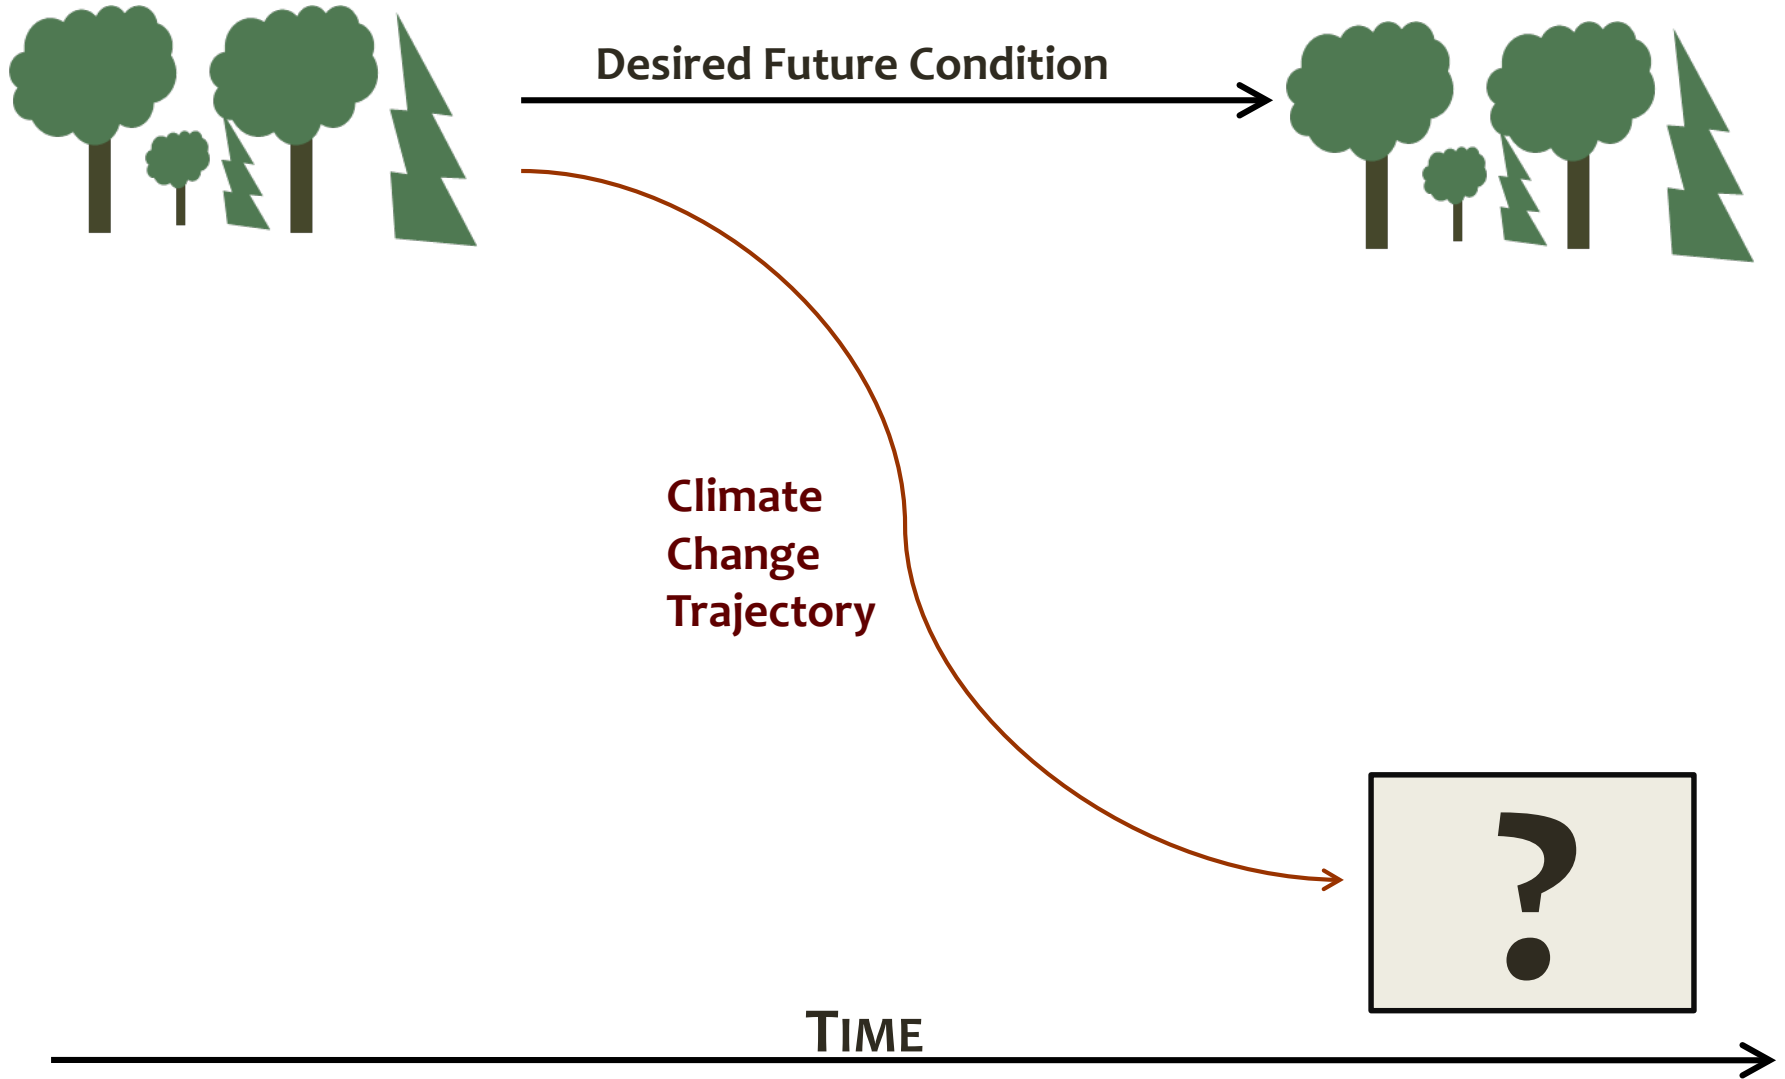 Desired Future Condition
Climate
Change
Trajectory
?
TIME